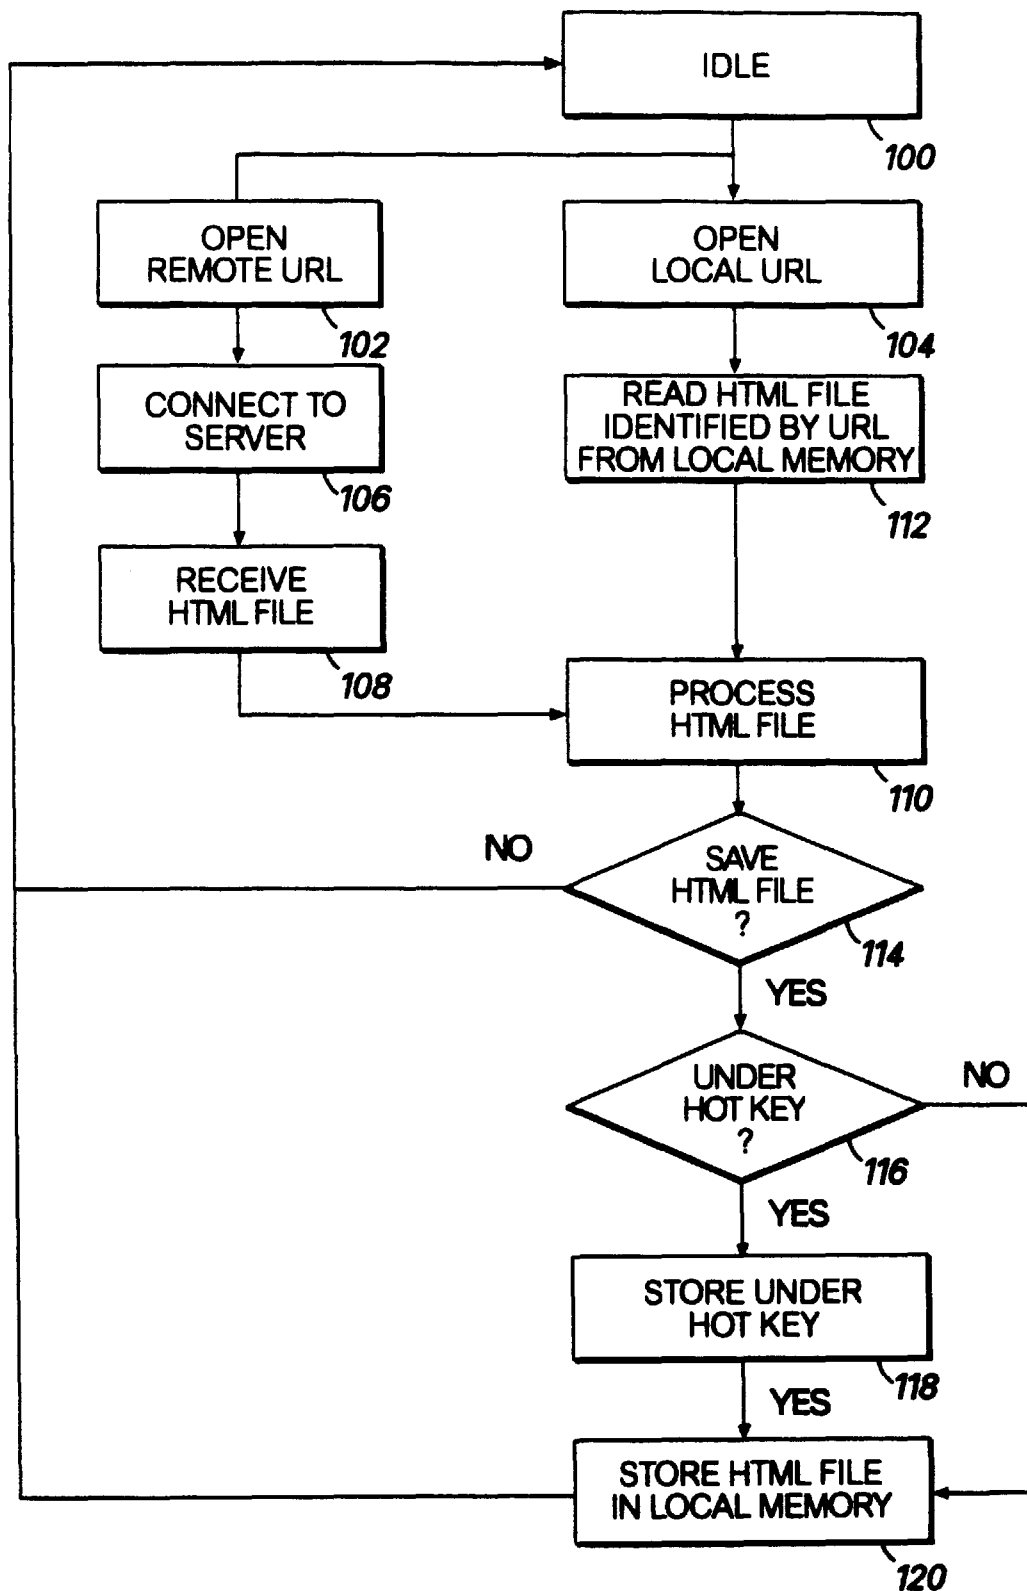 IDLE
100
OPEN
REMOTE URL
102
OPEN
LOCAL URL
104
CONNECT TO
SERVER
106
READ HTML FILE
IDENTIFIED BY URL
FROM LOCAL MEMORY
112
RECEIVE
HTML FILE
108
PROCESS
HTML FILE
110
NO
SAVE
HTML FILE
?
114
YES
UNDER
HOT KEY
?
116
NO
YES
STORE UNDER
HOT KEY
118
YES
STORE HTML FILE
IN LOCAL MEMORY
120